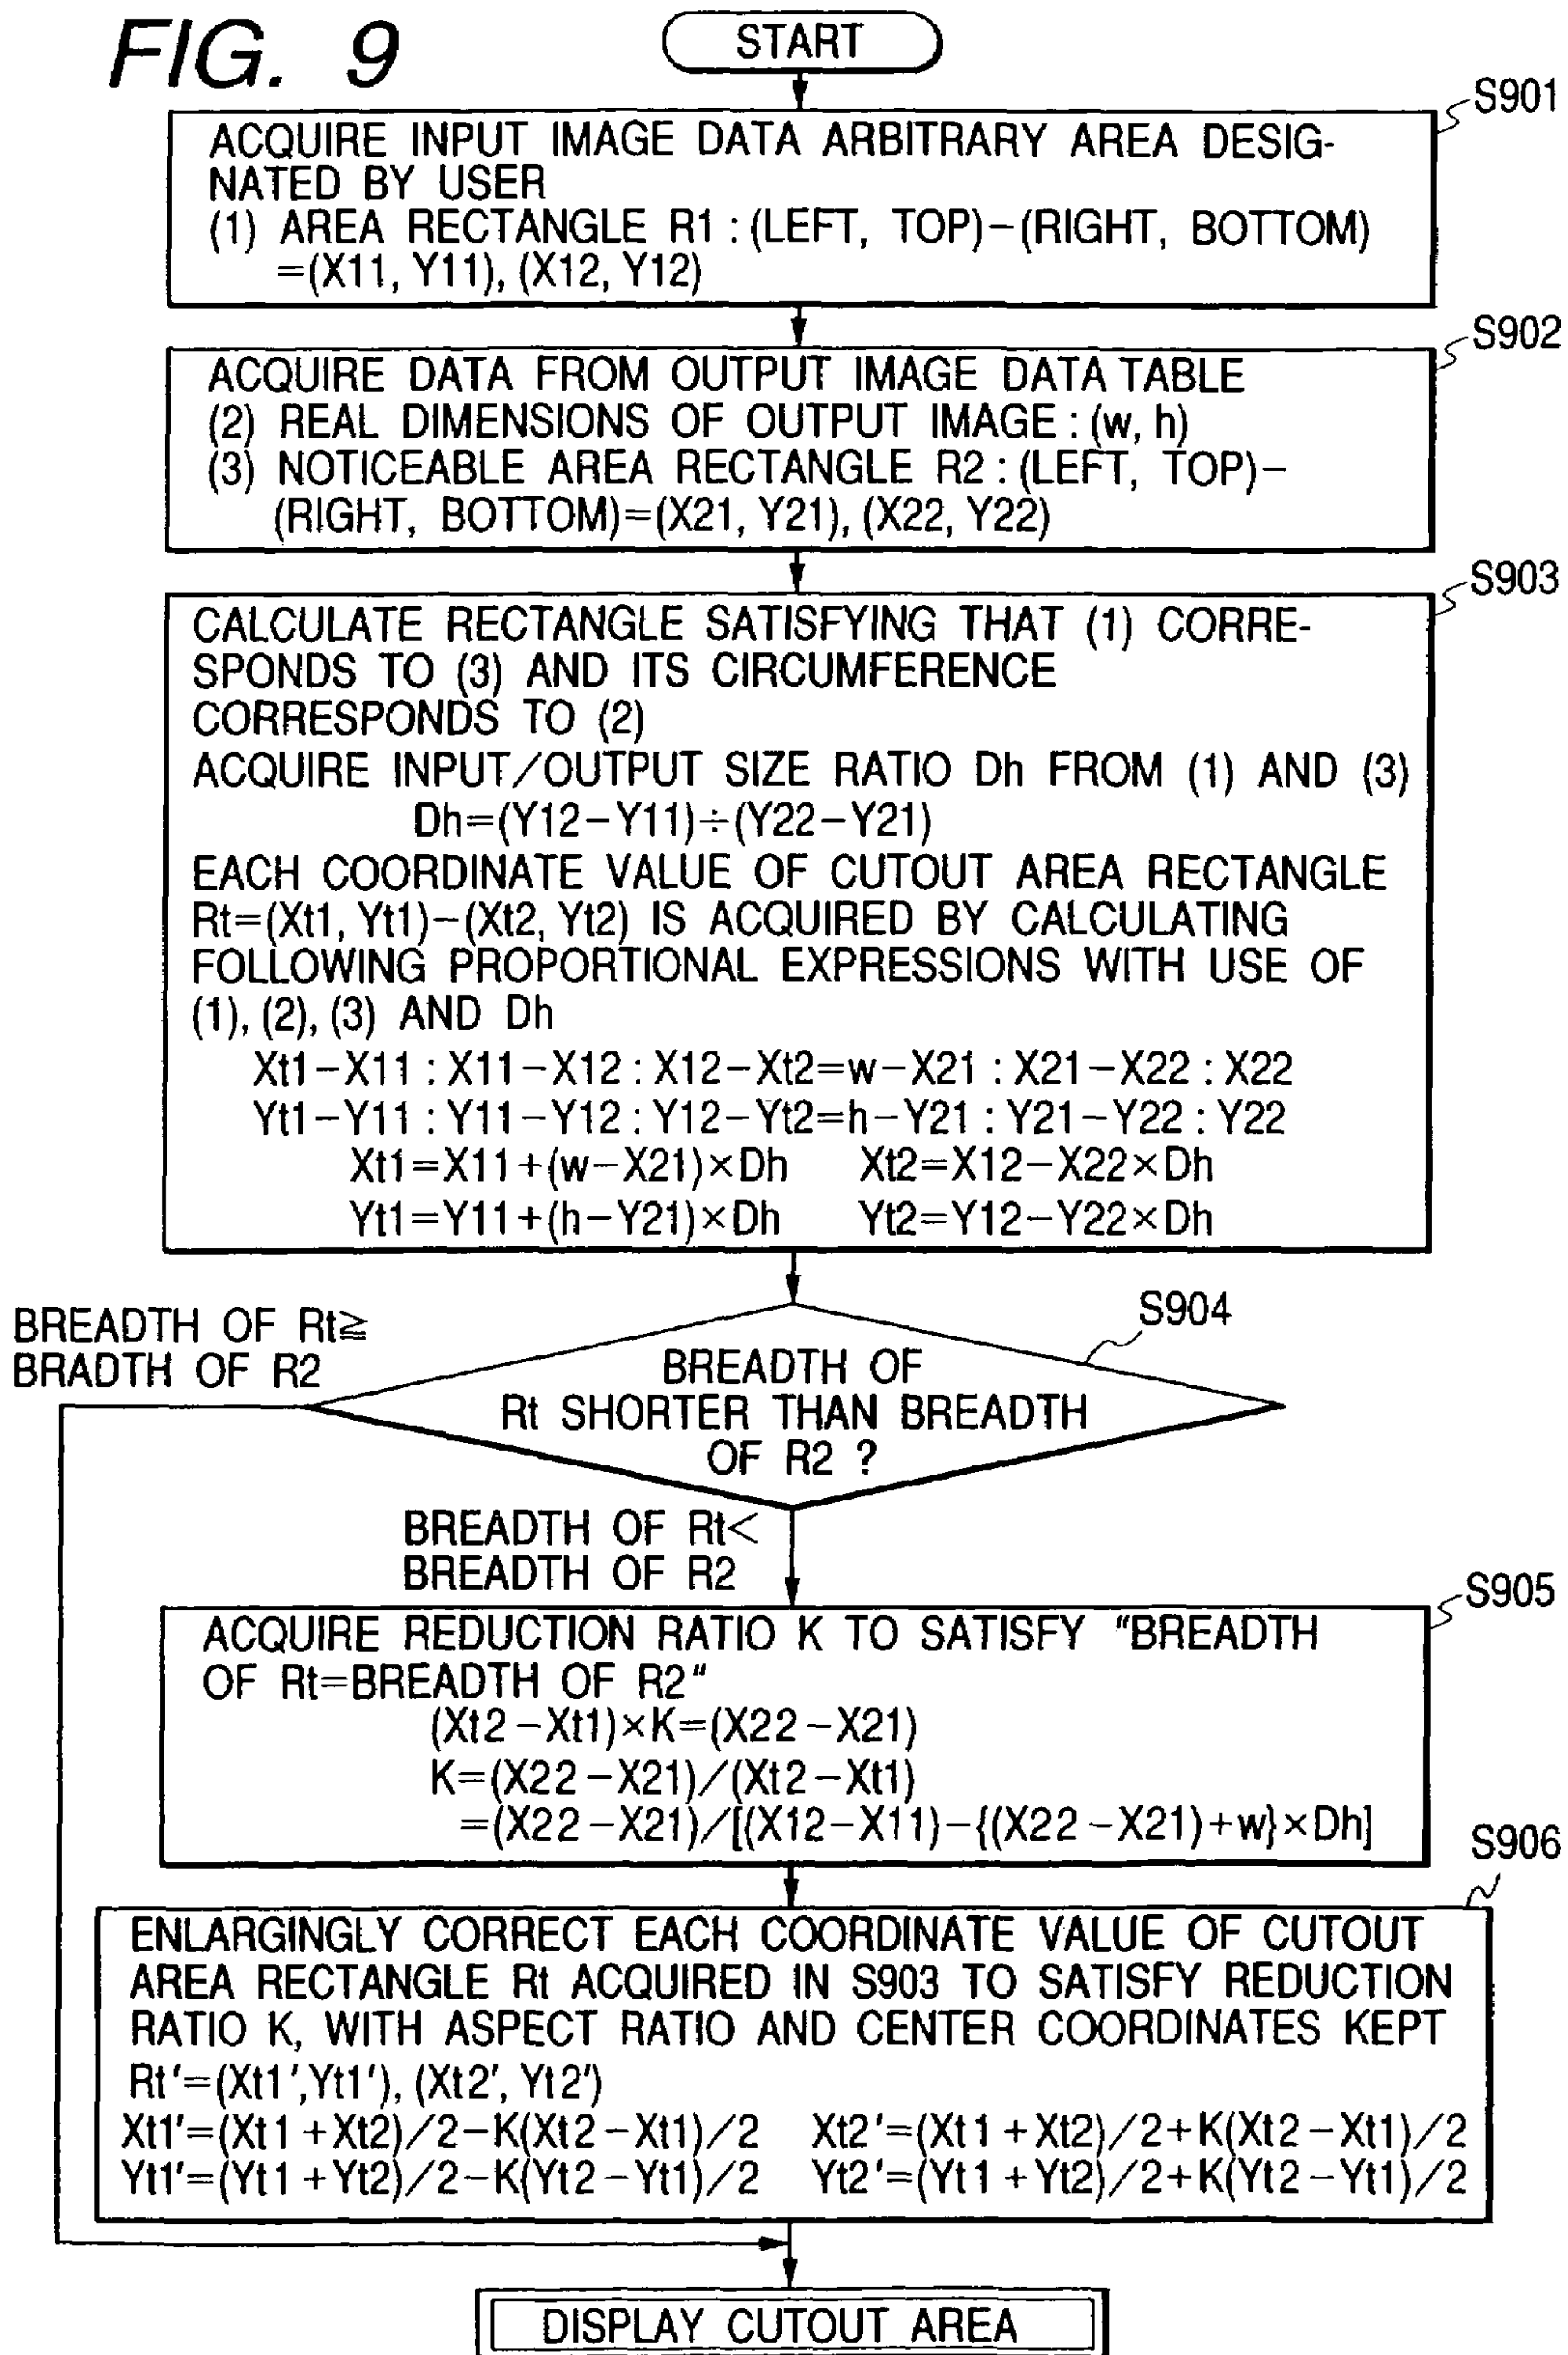 FIG. 9
START
S901
ACQUIRE INPUT IMAGE DATA ARBITRARY AREA DESIG-
NATED BY USER
(1) AREA RECTANGLE R1 : (LEFT, TOP)-(RIGHT, BOTTOM)
=(X11, Y11), (X12, Y12)
S902
ACQUIRE DATA FROM OUTPUT IMAGE DATA TABLE
(2) REAL DIMENSIONS OF OUTPUT IMAGE : (w, h)
(3) NOTICEABLE AREA RECTANGLE R2 : (LEFT, TOP)-
(RIGHT, BOTTOM)=(X21, Y21), (X22, Y22)
S903
CALCULATE RECTANGLE SATISFYING THAT (1) CORRE-
SPONDS TO (3) AND ITS CIRCUMFERENCE
CORRESPONDS TO (2)
ACQUIRE INPUT/OUTPUT SIZE RATIO Dh FROM (1) AND (3)
Dh=(Y12-Y11)÷(Y22-Y21)
EACH COORDINATE VALUE OF CUTOUT AREA RECTANGLE
Rt=(Xt1, Yt1)-(Xt2, Yt2) IS ACQUIRED BY CALCULATING
FOLLOWING PROPORTIONAL EXPRESSIONS WITH USE OF
(1), (2), (3) AND Dh
Xt1-X11 : X11-X12 : X12-Xt2=w-X21 : X21-X22 : X22
Yt1-Y11 : Y11-Y12 : Y12-Yt2=h-Y21 : Y21-Y22 : Y22
Xt1=X11+(w-X21)×Dh Xt2=X12-X22×Dh
Yt1=Y11+(h-Y21)×Dh Yt2=Y12-Y22×Dh
S904
BREADTH OF Rt≧
BRADTH OF R2
BREADTH OF
Rt SHORTER THAN BREADTH
OF R2 ?
BREADTH OF Rt<
BREADTH OF R2
S905
ACQUIRE REDUCTION RATIO K TO SATISFY "BREADTH
OF Rt=BREADTH OF R2"
(Xt2-Xt1)×K=(X22-X21)
K=(X22-X21)/(Xt2-Xt1)
=(X22-X21)/[(X12-X11)-{(X22-X21)+w}×Dh]
S906
ENLARGINGLY CORRECT EACH COORDINATE VALUE OF CUTOUT
AREA RECTANGLE Rt ACQUIRED IN S903 TO SATISFY REDUCTION
RATIO K, WITH ASPECT RATIO AND CENTER COORDINATES KEPT
Rt'=(Xt1',Yt1'), (Xt2', Yt2')
Xt1'=(Xt1+Xt2)/2-K(Xt2-Xt1)/2 Xt2'=(Xt1+Xt2)/2+K(Xt2-Xt1)/2
Yt1'=(Yt1+Yt2)/2-K(Yt2-Yt1)/2 Yt2'=(Yt1+Yt2)/2+K(Yt2-Yt1)/2
DISPLAY CUTOUT AREA